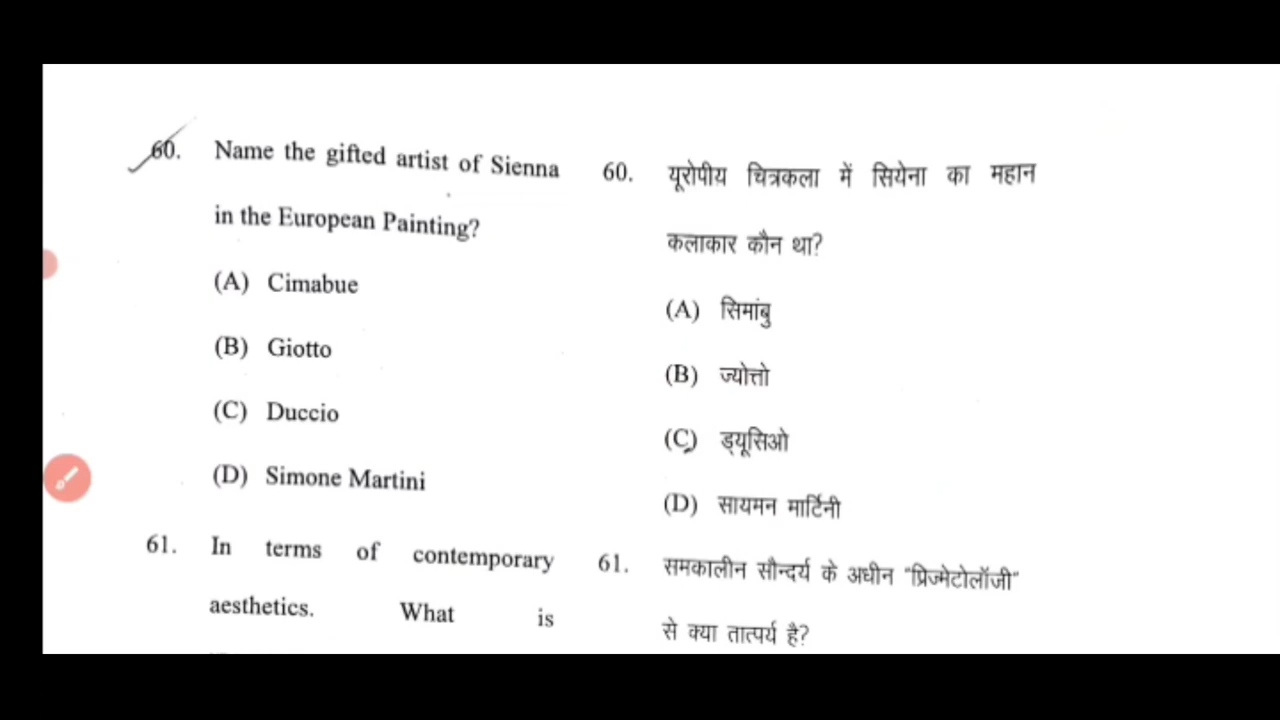 60. Name the gifted artist of Sienna
in the European Painting?
(A) Cimabue
(B) Giotto
(C) Duccio
(D) Simone Martini
61. In terms of contemporary
aesthetics. What is
60. यूरोपीय चित्रकला में सियेना का महान
कलाकार कौन था?
(A) सिमांबु
(B) ज्योत्तो
(C) ड्यूसिओ
(D) सायमन मार्टिनी
61. समकालीन सौन्दर्य के अधीन "प्रिज्मेटोलॉजी"
से क्या तात्पर्य है?